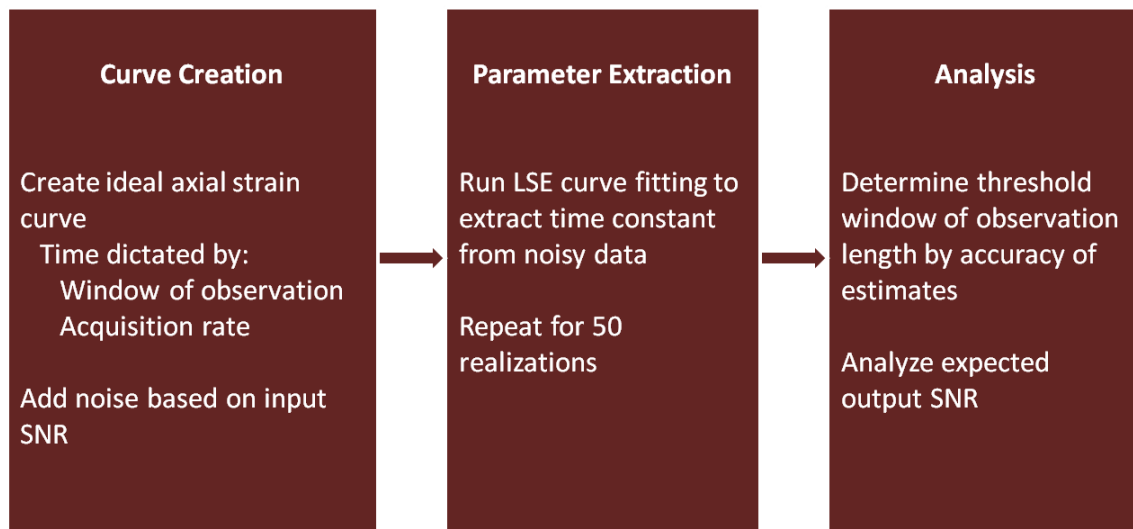 Curve Creation
Create ideal axial strain
curve
Time dictated by:
Window of observation
Acquisition rate
Add noise based on input
SNR
Parameter Extraction
Run LSE curve fitting to
extract time constant
from noisy data
Repeat for 50
realizations
Analysis
Determine threshold
window of observation
length by accuracy of
estimates
Analyze expected
output SNR